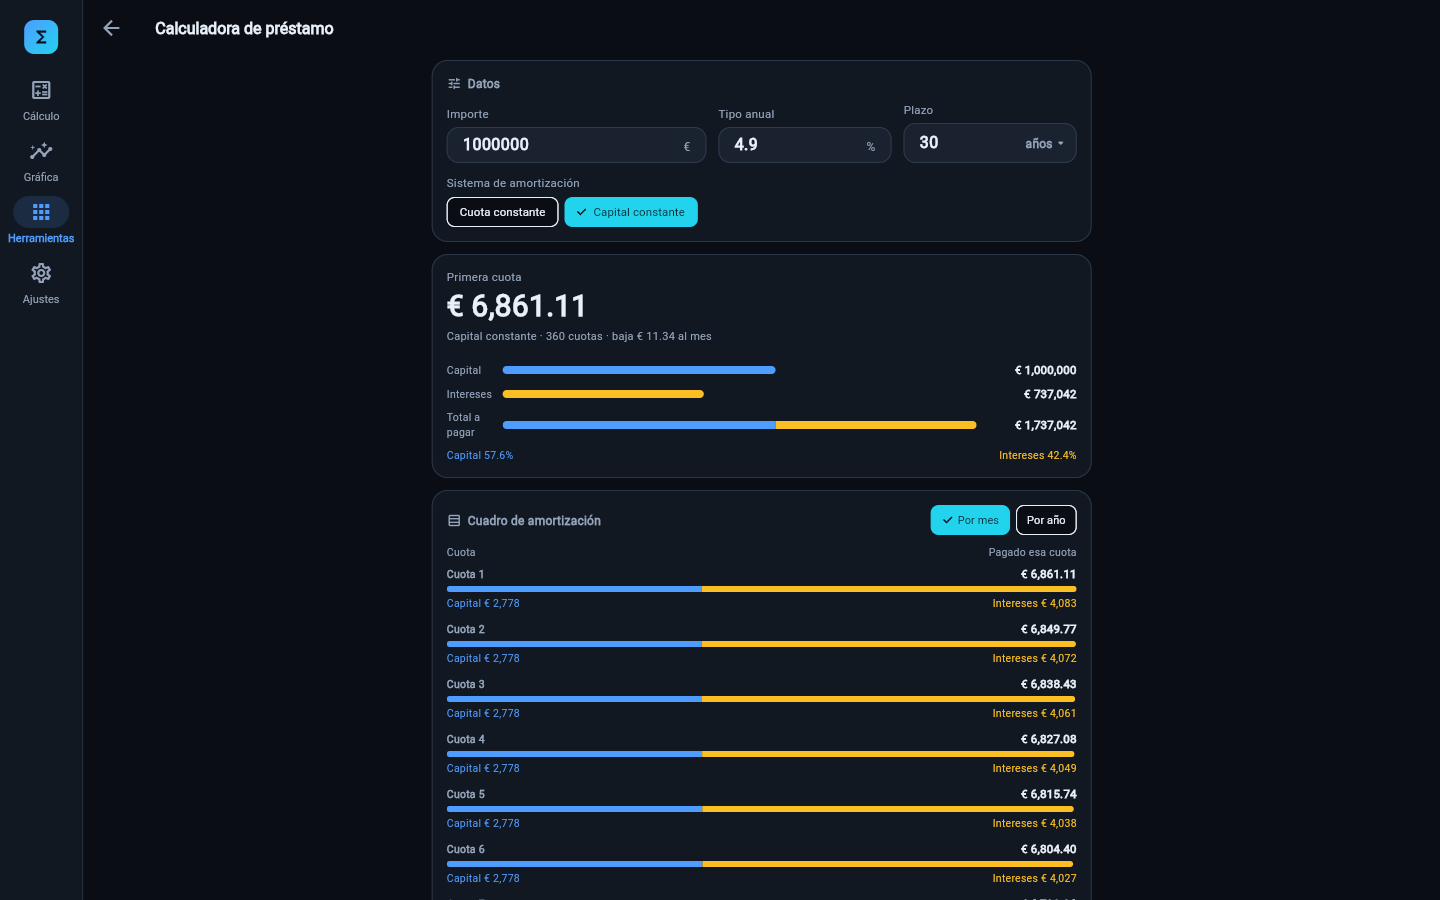 Σ
Cálculo
Gráfica
Herramientas
Ajustes
Calculadora de préstamo
Datos
Importe
Tipo anual
Plazo
1000000 €
4.9 %
30 años
Sistema de amortización
Cuota constante
Capital constante
Primera cuota
€ 6,861.11
Capital constante · 360 cuotas · baja € 11.34 al mes
Capital € 1,000,000
Intereses € 737,042
Total a
pagar
€ 1,737,042
Capital 57.6% Intereses 42.4%
Cuadro de amortización
Por mes
Por año
Cuota Pagado esa cuota
Cuota 1 € 6,861.11
Capital € 2,778 Intereses € 4,083
Cuota 2 € 6,849.77
Capital € 2,778 Intereses € 4,072
Cuota 3 € 6,838.43
Capital € 2,778 Intereses € 4,061
Cuota 4 € 6,827.08
Capital € 2,778 Intereses € 4,049
Cuota 5 € 6,815.74
Capital € 2,778 Intereses € 4,038
Cuota 6 € 6,804.40
Capital € 2,778 Intereses € 4,027